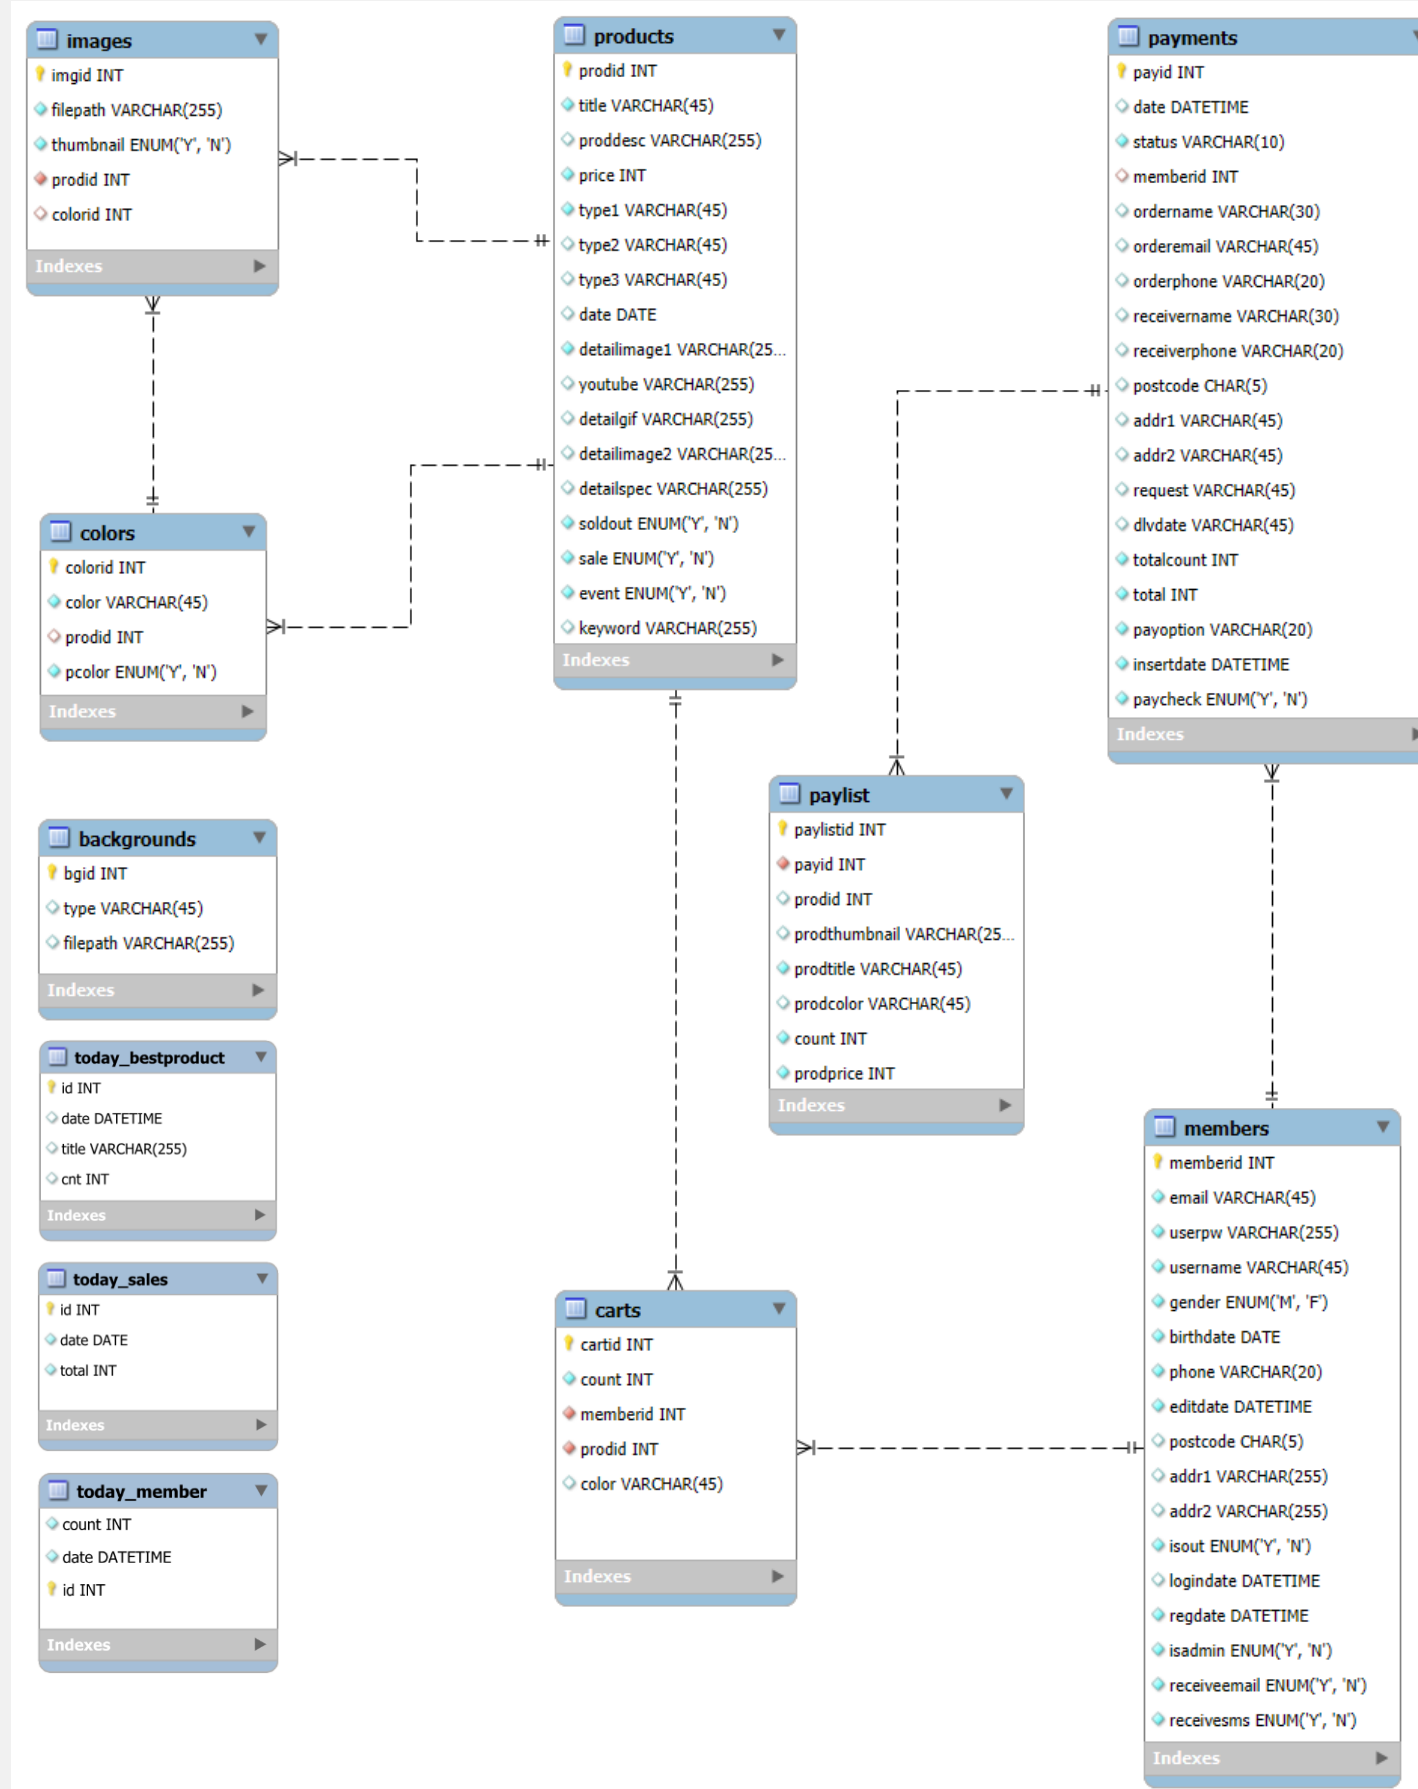 images
imgid INT
filepath VARCHAR(255)
thumbnail ENUM('Y', 'N')
prodid INT
colorid INT
Indexes
products
prodid INT
title VARCHAR(45)
proddesc VARCHAR(255)
price INT
type1 VARCHAR(45)
type2 VARCHAR(45)
type3 VARCHAR(45)
date DATE
detailimage1 VARCHAR(25...
youtube VARCHAR(255)
detailgif VARCHAR(255)
detailimage2 VARCHAR(25...
detailspec VARCHAR(255)
soldout ENUM('Y', 'N')
sale ENUM('Y', 'N')
event ENUM('Y', 'N')
keyword VARCHAR(255)
Indexes
payments
payid INT
date DATETIME
status VARCHAR(10)
memberid INT
ordername VARCHAR(30)
orderemail VARCHAR(45)
orderphone VARCHAR(20)
receivername VARCHAR(30)
receiverphone VARCHAR(20)
postcode CHAR(5)
addr1 VARCHAR(45)
addr2 VARCHAR(45)
request VARCHAR(45)
dlvdate VARCHAR(45)
totalcount INT
total INT
payoption VARCHAR(20)
insertdate DATETIME
paycheck ENUM('Y', 'N')
Indexes
colors
colorid INT
color VARCHAR(45)
prodid INT
pcolor ENUM('Y', 'N')
Indexes
paylist
paylistid INT
payid INT
prodid INT
prodthumbnail VARCHAR(25...
prodtitle VARCHAR(45)
prodcolor VARCHAR(45)
count INT
prodprice INT
Indexes
backgrounds
bgid INT
type VARCHAR(45)
filepath VARCHAR(255)
Indexes
today_bestproduct
id INT
date DATETIME
title VARCHAR(255)
cnt INT
Indexes
today_sales
id INT
date DATE
total INT
Indexes
today_member
count INT
date DATETIME
id INT
Indexes
carts
cartid INT
count INT
memberid INT
prodid INT
color VARCHAR(45)
Indexes
members
memberid INT
email VARCHAR(45)
userpw VARCHAR(255)
username VARCHAR(45)
gender ENUM('M', 'F')
birthdate DATE
phone VARCHAR(20)
editdate DATETIME
postcode CHAR(5)
addr1 VARCHAR(255)
addr2 VARCHAR(255)
isout ENUM('Y', 'N')
logindate DATETIME
regdate DATETIME
isadmin ENUM('Y', 'N')
receiveemail ENUM('Y', 'N')
receivesms ENUM('Y', 'N')
Indexes